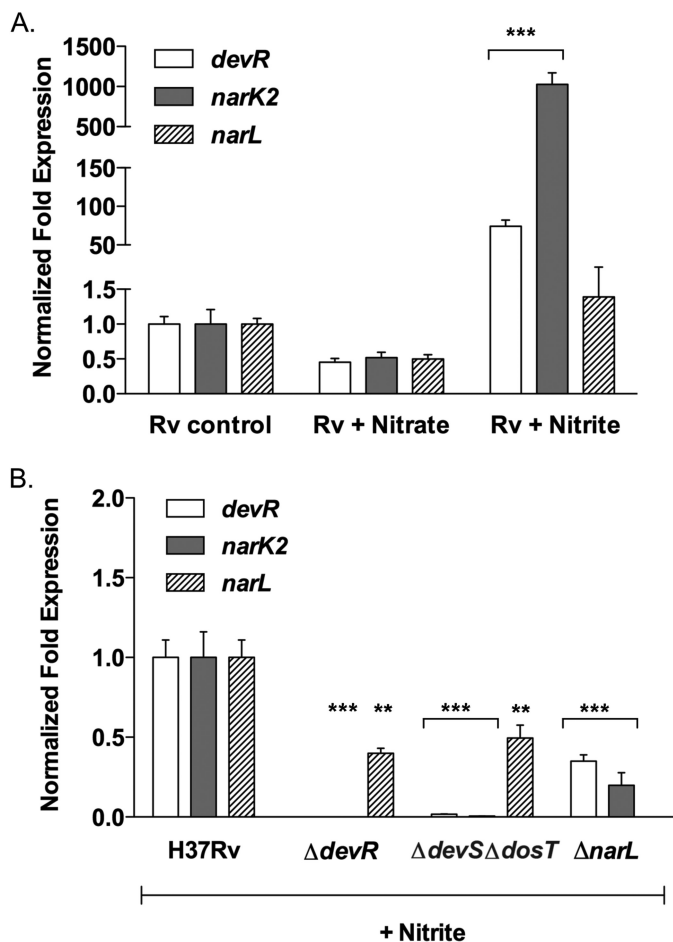 A.
Normalized Fold Expression
1500
1000
500
100
50
1.5
1.0
0.5
0.0
devR
narK2
narL
***
Rv control Rv + Nitrate Rv + Nitrite
B.
Normalized Fold Expression
2.0
1.5
1.0
0.5
0.0
devR
narK2
narL
*** ** *** ** ***
H37Rv ΔdevR ΔdevSΔdosT ΔnarL
+ Nitrite